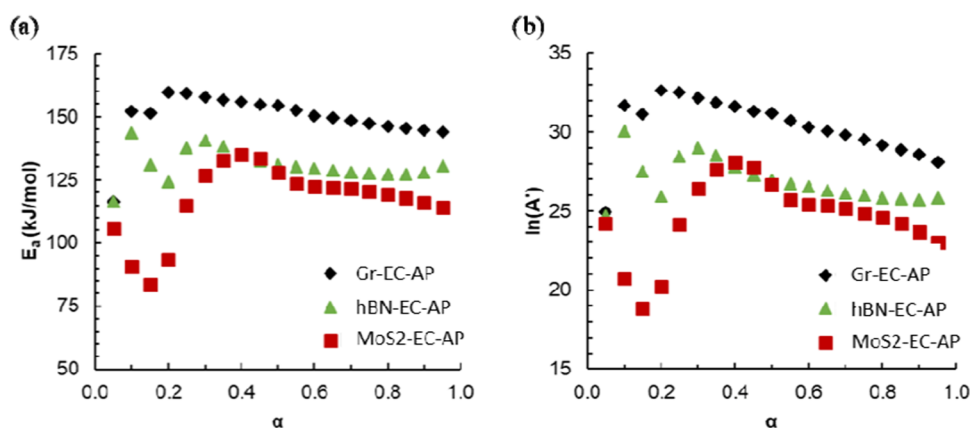 (a)
175
150
125
100
75
50
Eₐ (kJ/mol)
0.0 0.2 0.4 0.6 0.8 1.0
α
Gr-EC-AP
hBN-EC-AP
MoS2-EC-AP
(b)
35
30
25
20
15
ln(A')
0.0 0.2 0.4 0.6 0.8 1.0
α
Gr-EC-AP
hBN-EC-AP
MoS2-EC-AP